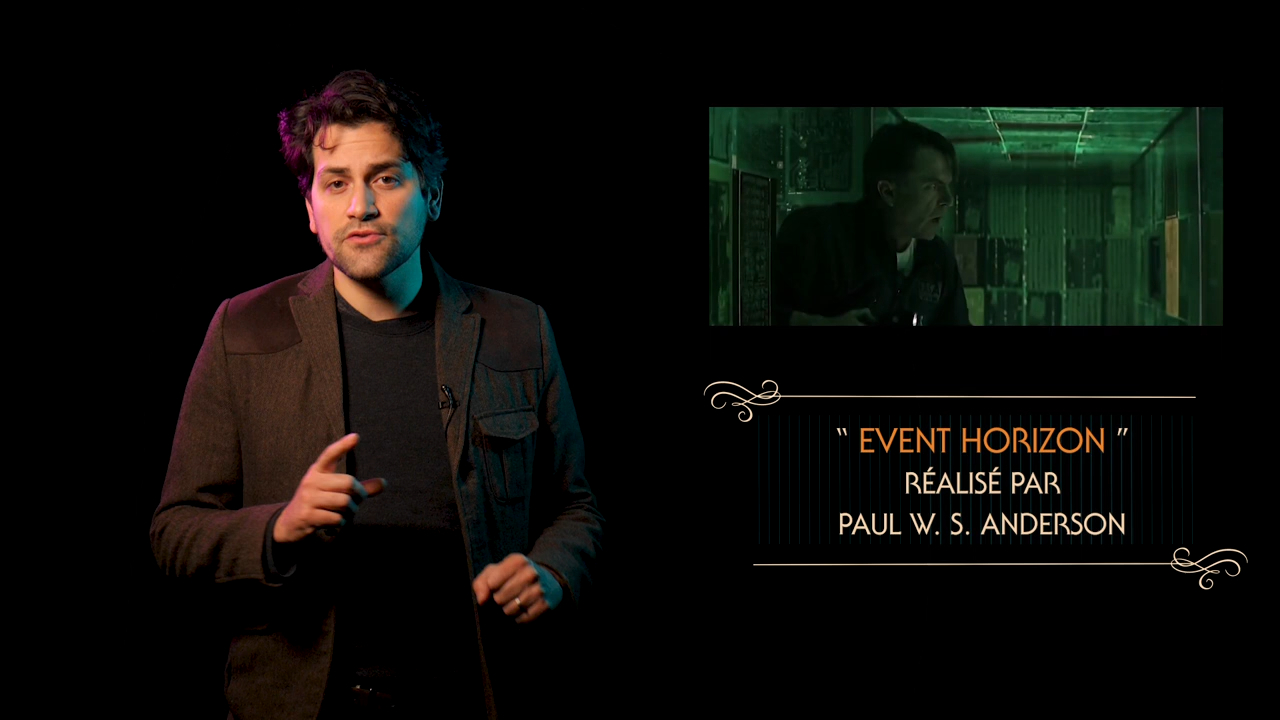 “ EVENT HORIZON ”
RÉALISÉ PAR
PAUL W. S. ANDERSON